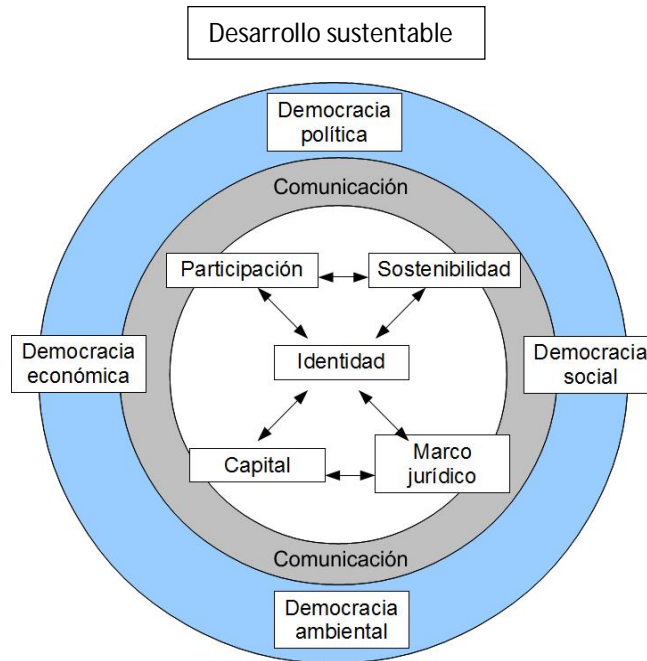 Desarrollo sustentable
Democracia
política
Comunicación
Participación
Sostenibilidad
Democracia
económica
Identidad
Democracia
social
Capital
Marco
jurídico
Comunicación
Democracia
ambiental